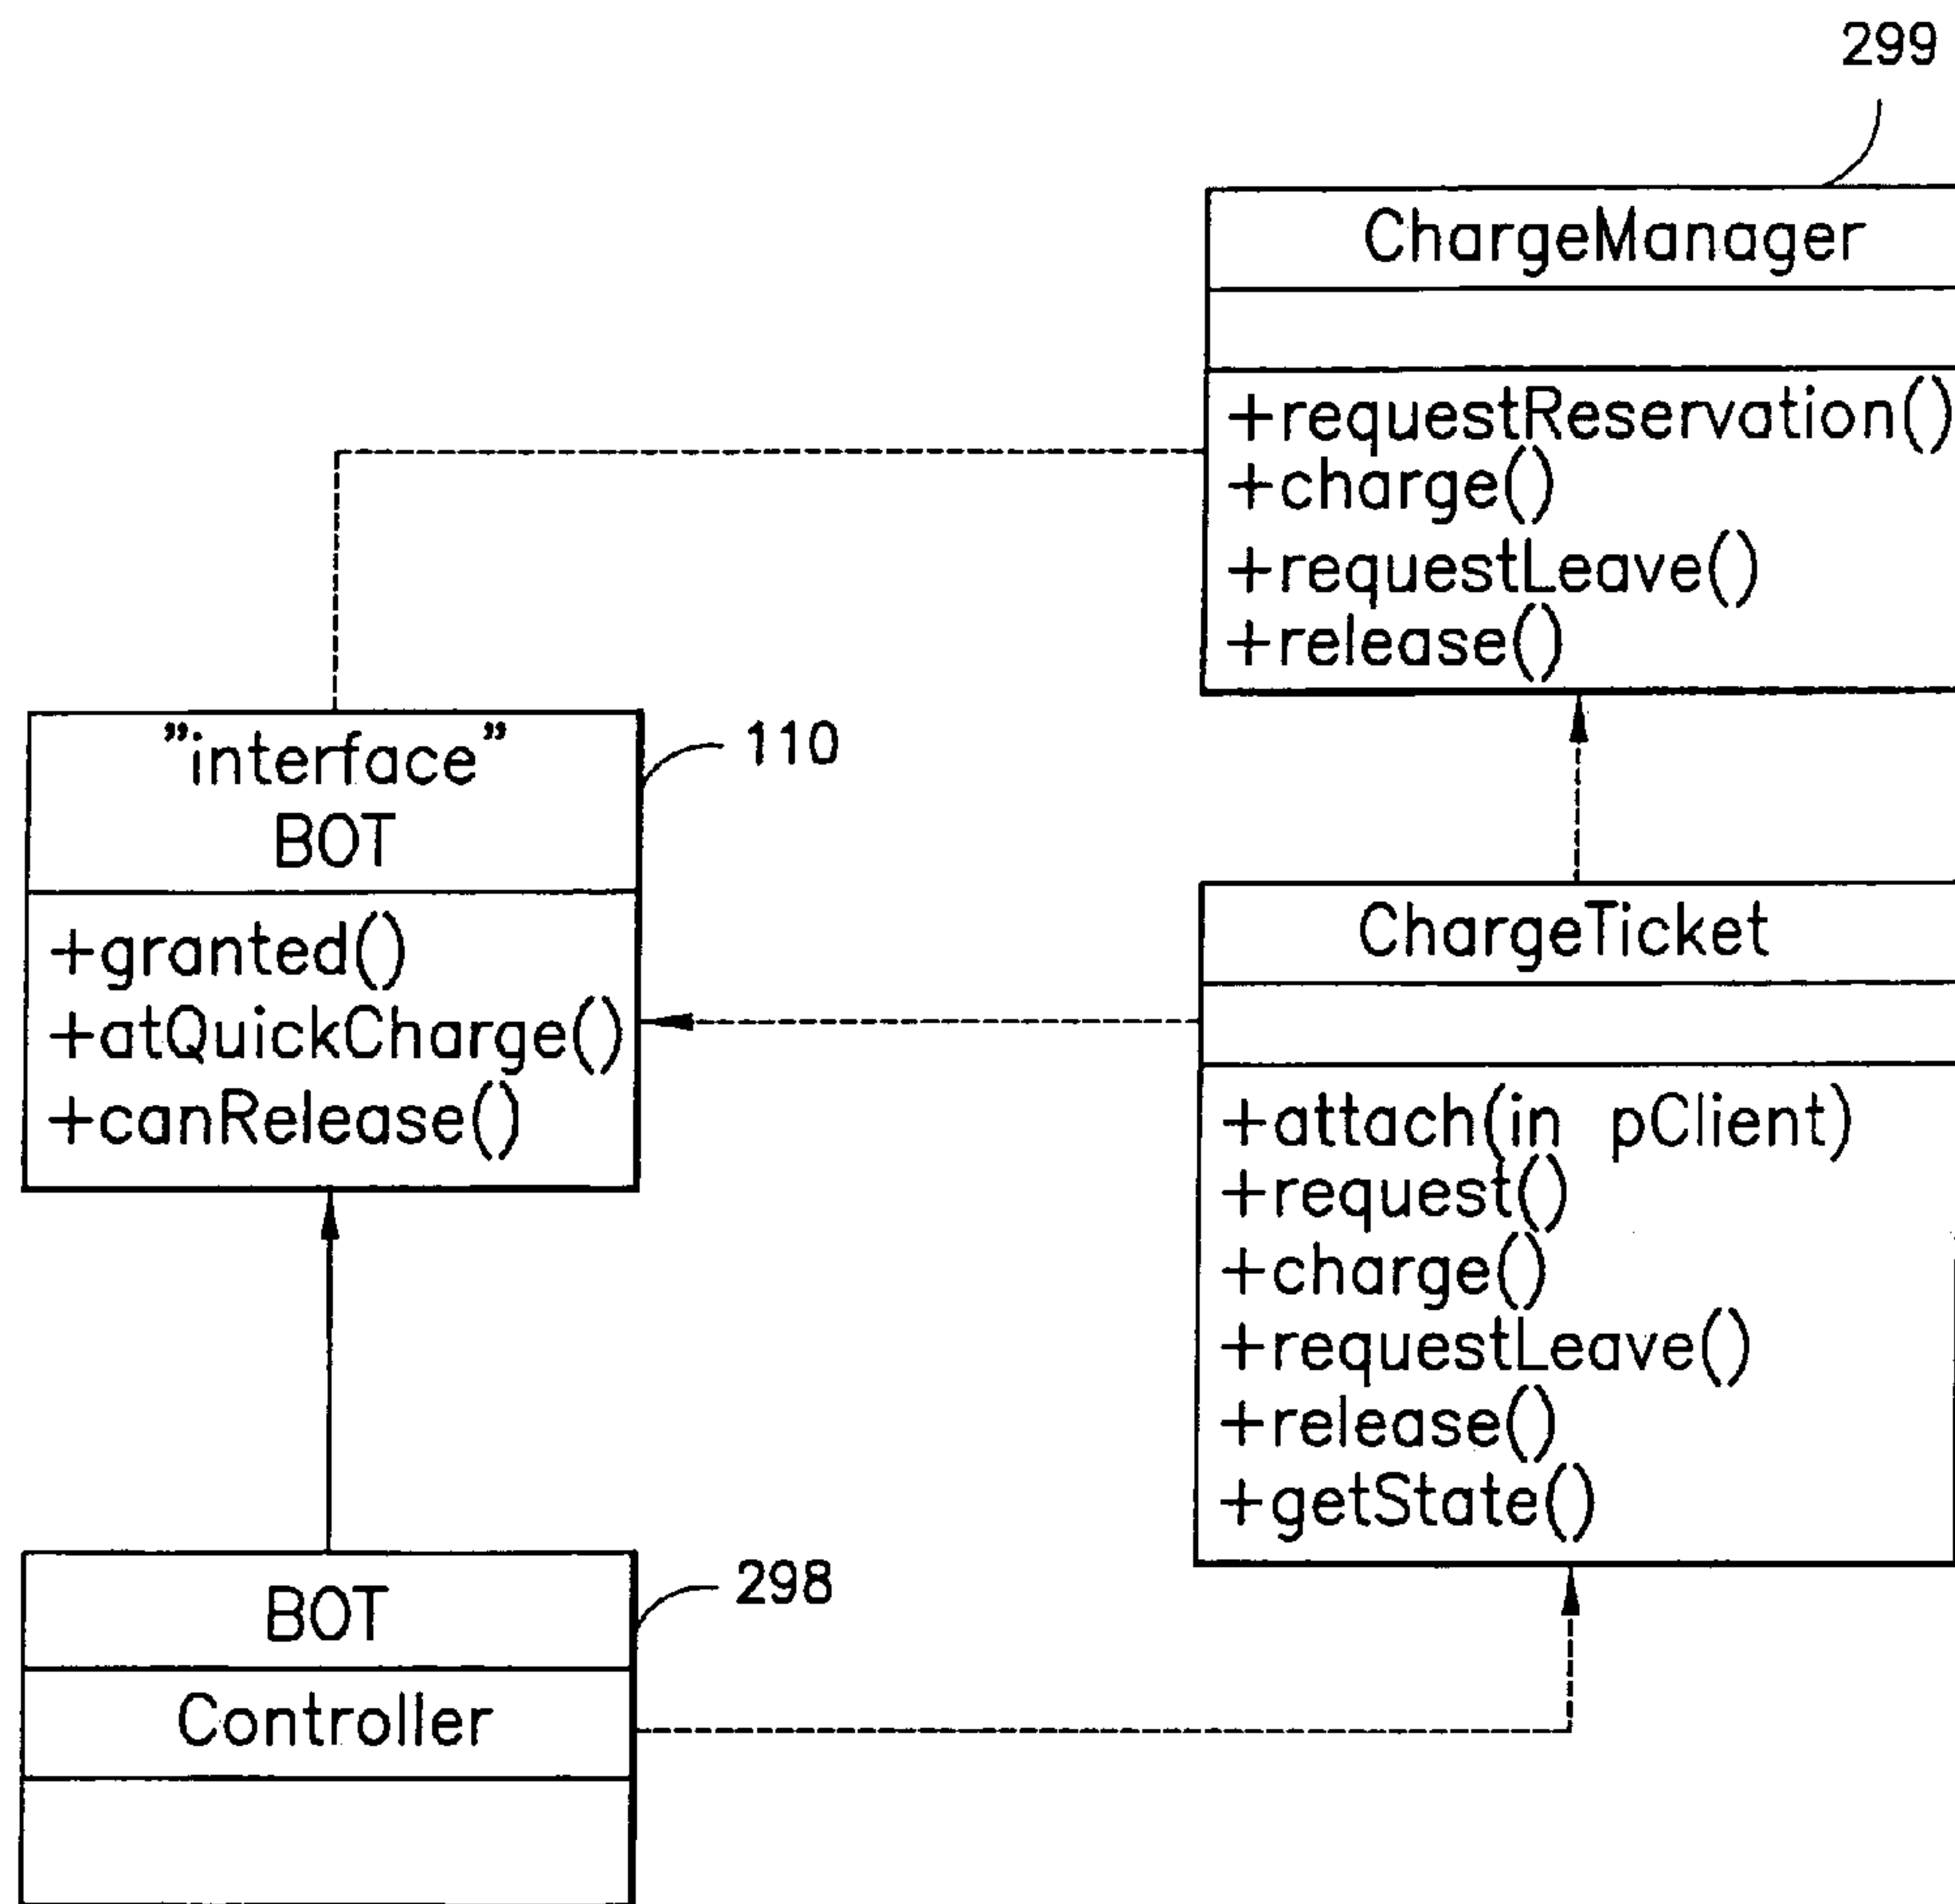 299
ChargeManager
+requestReservation()
+charge()
+requestLeave()
+release()
"interface"
BOT
110
+granted()
+atQuickCharge()
+canRelease()
ChargeTicket
+attach(in pClient)
+request()
+charge()
+requestLeave()
+release()
+getState()
BOT
298
Controller